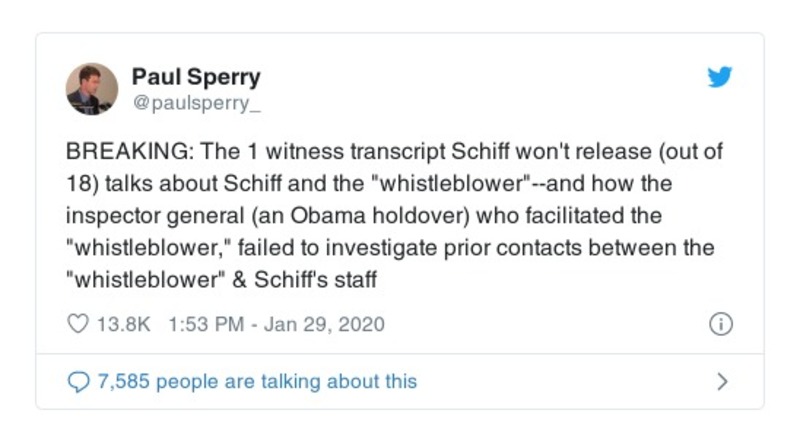 Paul Sperry
@paulsperry_
BREAKING: The 1 witness transcript Schiff won't release (out of
18) talks about Schiff and the "whistleblower"--and how the
inspector general (an Obama holdover) who facilitated the
"whistleblower," failed to investigate prior contacts between the
"whistleblower" & Schiff's staff
13.8K 1:53 PM - Jan 29, 2020
7,585 people are talking about this